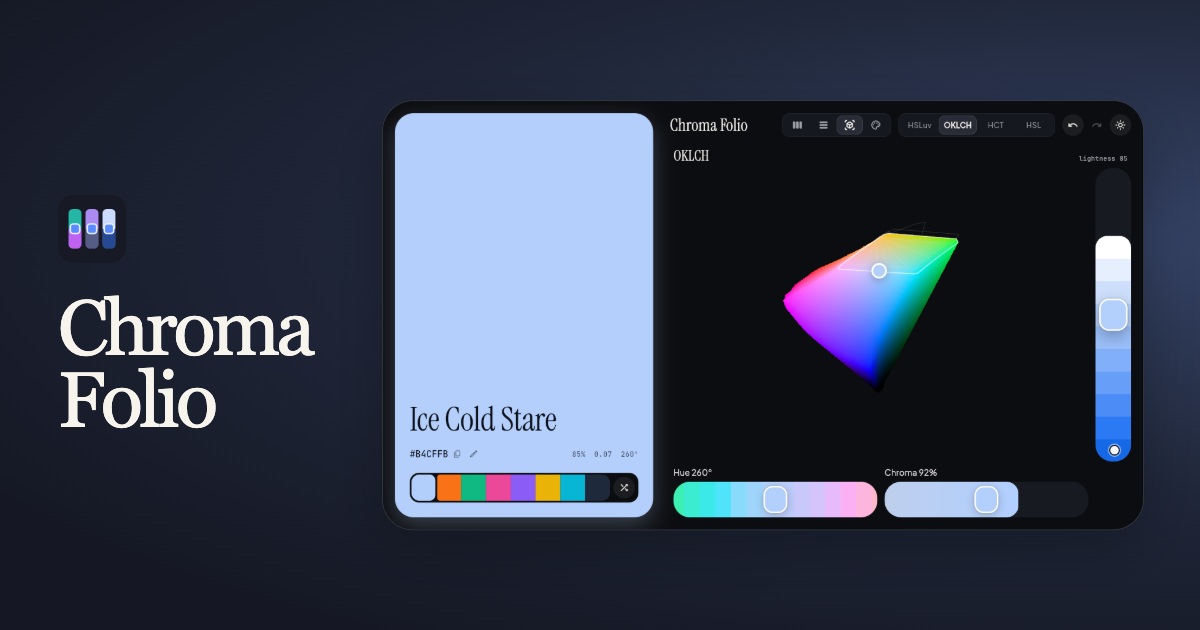 Chroma
Folio
Ice Cold Stare
#B4CFFB
85% 0.07 260°
Chroma Folio
HSLuv OKLCH HCT HSL
OKLCH
lightness 85
Hue 260°
Chroma 92%